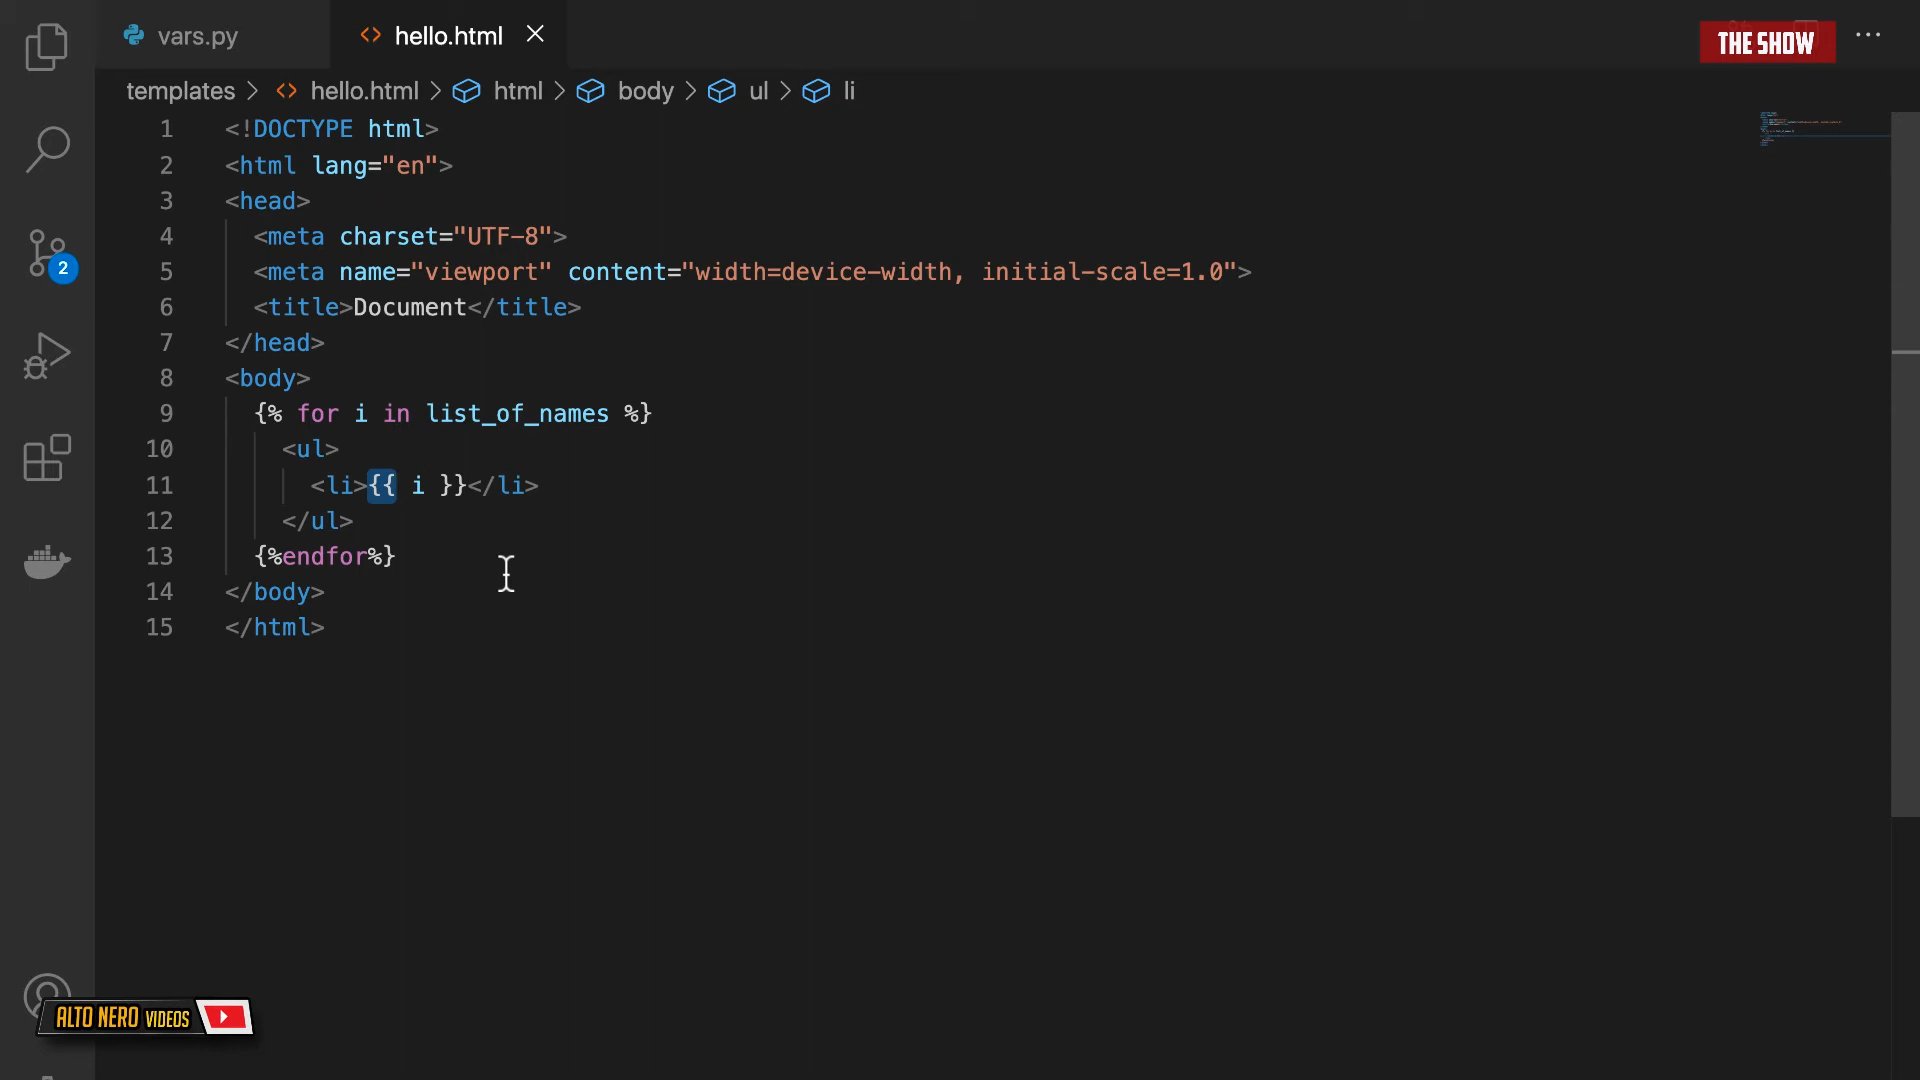 vars.py
hello.html
THE SHOW
templates > hello.html > html > body > ul > li
1 <!DOCTYPE html>
2 <html lang="en">
3 <head>
4 <meta charset="UTF-8">
5 <meta name="viewport" content="width=device-width, initial-scale=1.0">
6 <title>Document</title>
7 </head>
8 <body>
9 {% for i in list_of_names %}
10 <ul>
11 <li>{{ i }}</li>
12 </ul>
13 {%endfor%}
14 </body>
15 </html>
2
ALTO NERO VIDEOS